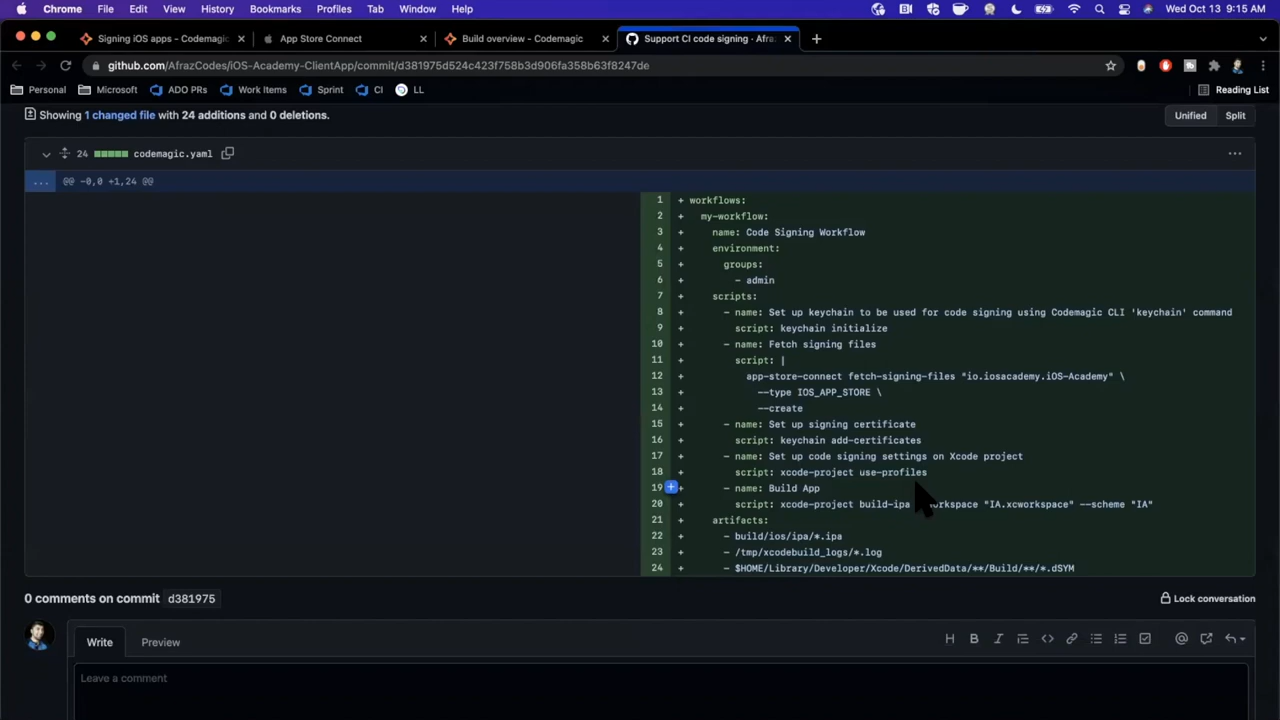 Chrome File Edit View History Bookmarks Profiles Tab Window Help Wed Oct 13 9:15 AM
Signing iOS apps - Codemagic App Store Connect Build overview - Codemagic Support CI code signing · Afraz
github.com/AfrazCodes/iOS-Academy-ClientApp/commit/d381975d524c423f758b3d906fa358b63f8247de
Personal Microsoft ADO PRs Work Items Sprint CI LL Reading List
Showing 1 changed file with 24 additions and 0 deletions. Unified Split
24 codemagic.yaml ...
... @@ -0,0 +1,24 @@
1 + workflows:
2 + my-workflow:
3 + name: Code Signing Workflow
4 + environment:
5 + groups:
6 + - admin
7 + scripts:
8 + - name: Set up keychain to be used for code signing using Codemagic CLI 'keychain' command
9 + script: keychain initialize
10 + - name: Fetch signing files
11 + script: |
12 + app-store-connect fetch-signing-files "io.iosacademy.iOS-Academy" \
13 + --type IOS_APP_STORE \
14 + --create
15 + - name: Set up signing certificate
16 + script: keychain add-certificates
17 + - name: Set up code signing settings on Xcode project
18 + script: xcode-project use-profiles
19 + - name: Build App
20 + script: xcode-project build-ipa "IA.xcworkspace" --scheme "IA"
21 + artifacts:
22 + - build/ios/ipa/*.ipa
23 + - /tmp/xcodebuild_logs/*.log
24 + - $HOME/Library/Developer/Xcode/DerivedData/**/Build/**/*.dSYM
0 comments on commit d381975 Lock conversation
Write Preview
Leave a comment